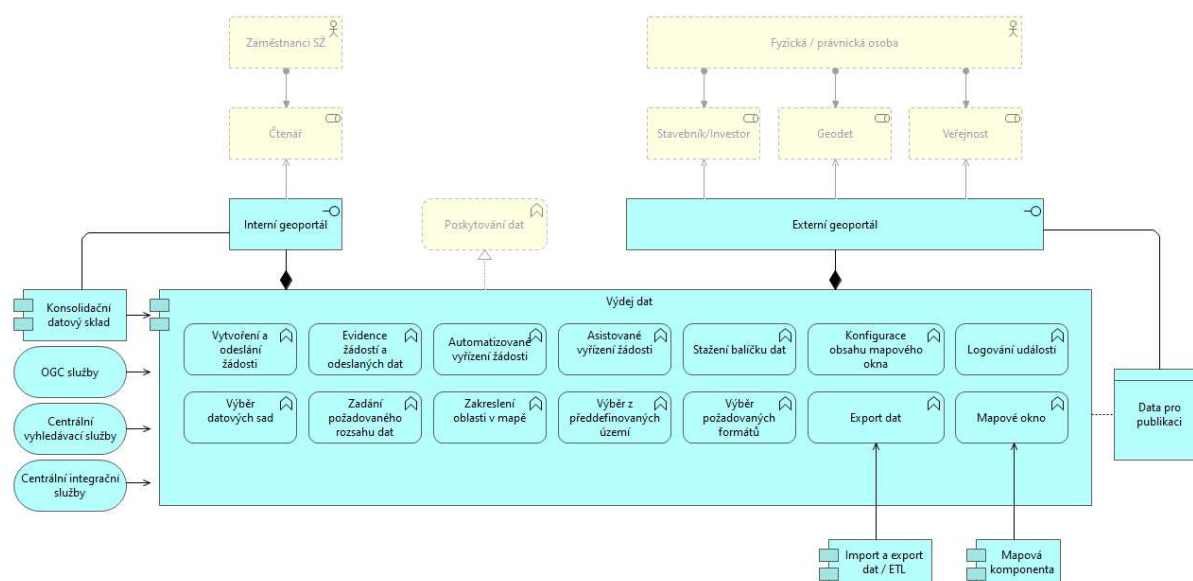 Zaměstnanci SŽ
Fyzická / právnická osoba
Čtenář
Stavebník/Investor
Geodet
Veřejnost
Interní geoportál
Poskytování dat
Externí geoportál
Konsolidační
datový sklad
OGC služby
Centrální
vyhledávací služby
Centrální integrační
služby
Výdej dat
Vytvoření a
odeslání
žádosti
Evidence
žádostí a
odeslaných dat
Automatizované
vyřízení žádosti
Asistované
vyřízení žádosti
Stažení balíčku dat
Konfigurace
obsahu mapového
okna
Logování událostí
Výběr
datových sad
Zadání
požadovaného
rozsahu dat
Zakreslení
oblasti v mapě
Výběr z
předdefinovaných
území
Výběr
požadovaných
formátů
Export dat
Mapové okno
Data pro
publikaci
Import a export
dat / ETL
Mapová
komponenta